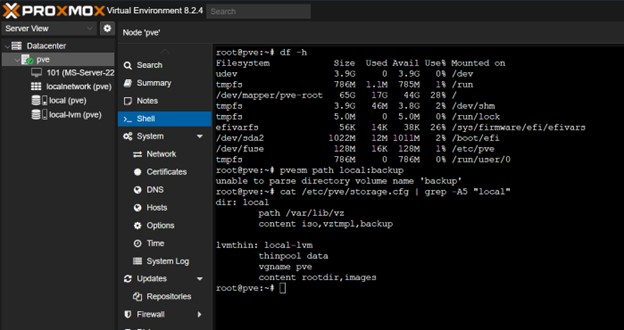 PROXMOX Virtual Environment 8.2.4 Search
Server View
Datacenter
pve
101 (MS-Server-22
localnetwork (pve)
local (pve)
local-lvm (pve)
Node 'pve'
Search
Summary
Notes
>_ Shell
System
Network
Certificates
DNS
Hosts
Options
Time
System Log
Updates
Repositories
Firewall
root@pve:~# df -h
Filesystem Size Used Avail Use% Mounted on
udev 3.9G 0 3.9G 0% /dev
tmpfs 786M 1.1M 785M 1% /run
/dev/mapper/pve-root 65G 17G 44G 28% /
tmpfs 3.9G 46M 3.8G 2% /dev/shm
tmpfs 5.0M 0 5.0M 0% /run/lock
efivarfs 56K 14K 38K 26% /sys/firmware/efi/efivars
/dev/sda2 1022M 12M 1011M 2% /boot/efi
/dev/fuse 128M 16K 128M 1% /etc/pve
tmpfs 786M 0 786M 0% /run/user/0
root@pve:~# pvesm path local:backup
unable to parse directory volume name 'backup'
root@pve:~# cat /etc/pve/storage.cfg | grep -A5 "local"
dir: local
path /var/lib/vz
content iso,vztmpl,backup
lvmthin: local-lvm
thinpool data
vgname pve
content rootdir,images
root@pve:~#